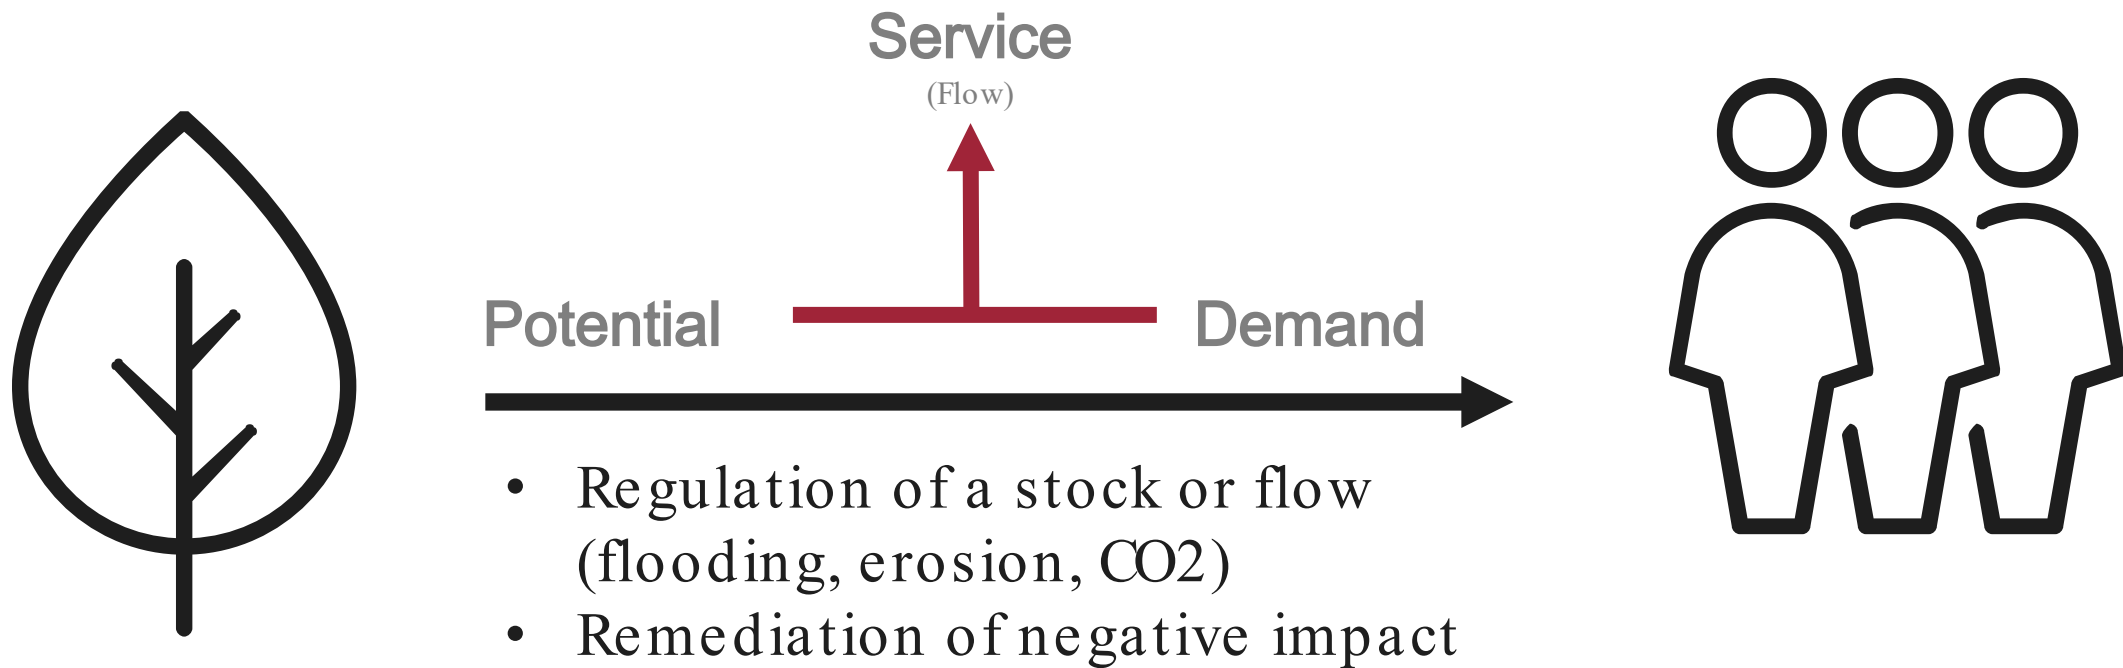 Service
(Flow)
Potential
Demand
• Regulation of a stock or flow
(flooding, erosion, CO2)
• Remediation of negative impact